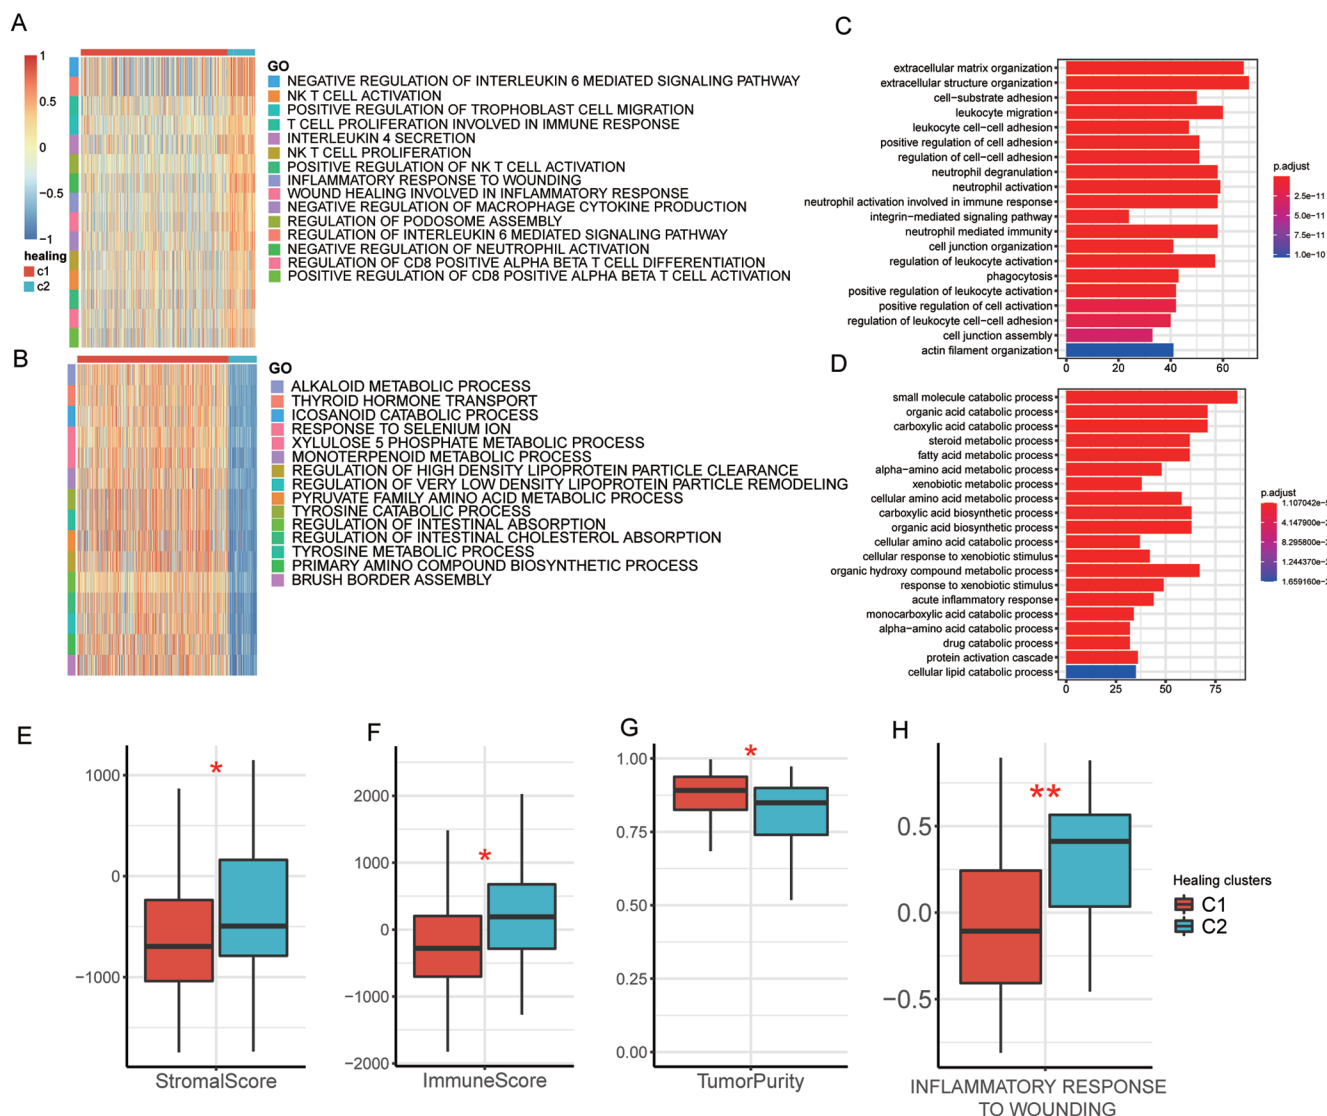 A
1
0.5
0
−0.5
−1
healing
c1
c2
GO
NEGATIVE REGULATION OF INTERLEUKIN 6 MEDIATED SIGNALING PATHWAY
NK T CELL ACTIVATION
POSITIVE REGULATION OF TROPHOBLAST CELL MIGRATION
T CELL PROLIFERATION INVOLVED IN IMMUNE RESPONSE
INTERLEUKIN 4 SECRETION
NK T CELL PROLIFERATION
POSITIVE REGULATION OF NK T CELL ACTIVATION
INFLAMMATORY RESPONSE TO WOUNDING
WOUND HEALING INVOLVED IN INFLAMMATORY RESPONSE
NEGATIVE REGULATION OF MACROPHAGE CYTOKINE PRODUCTION
REGULATION OF PODOSOME ASSEMBLY
REGULATION OF INTERLEUKIN 6 MEDIATED SIGNALING PATHWAY
NEGATIVE REGULATION OF NEUTROPHIL ACTIVATION
REGULATION OF CD8 POSITIVE ALPHA BETA T CELL DIFFERENTIATION
POSITIVE REGULATION OF CD8 POSITIVE ALPHA BETA T CELL ACTIVATION
B
GO
ALKALOID METABOLIC PROCESS
THYROID HORMONE TRANSPORT
ICOSANOID CATABOLIC PROCESS
RESPONSE TO SELENIUM ION
XYLULOSE 5 PHOSPHATE METABOLIC PROCESS
MONOTERPENOID METABOLIC PROCESS
REGULATION OF HIGH DENSITY LIPOPROTEIN PARTICLE CLEARANCE
REGULATION OF VERY LOW DENSITY LIPOPROTEIN PARTICLE REMODELING
PYRUVATE FAMILY AMINO ACID METABOLIC PROCESS
TYROSINE CATABOLIC PROCESS
REGULATION OF INTESTINAL ABSORPTION
REGULATION OF INTESTINAL CHOLESTEROL ABSORPTION
TYROSINE METABOLIC PROCESS
PRIMARY AMINO COMPOUND BIOSYNTHETIC PROCESS
BRUSH BORDER ASSEMBLY
C
extracellular matrix organization
extracellular structure organization
cell−substrate adhesion
leukocyte migration
leukocyte cell−cell adhesion
positive regulation of cell adhesion
regulation of cell−cell adhesion
neutrophil degranulation
neutrophil activation
neutrophil activation involved in immune response
integrin−mediated signaling pathway
neutrophil mediated immunity
cell junction organization
regulation of leukocyte activation
phagocytosis
positive regulation of leukocyte activation
positive regulation of cell activation
regulation of leukocyte cell−cell adhesion
cell junction assembly
actin filament organization
0 20 40 60
p.adjust
2.5e−11
5.0e−11
7.5e−11
1.0e−10
D
small molecule catabolic process
organic acid catabolic process
carboxylic acid catabolic process
steroid metabolic process
fatty acid metabolic process
alpha−amino acid metabolic process
xenobiotic metabolic process
cellular amino acid metabolic process
carboxylic acid biosynthetic process
organic acid biosynthetic process
cellular amino acid catabolic process
cellular response to xenobiotic stimulus
organic hydroxy compound metabolic process
response to xenobiotic stimulus
acute inflammatory response
monocarboxylic acid catabolic process
alpha−amino acid catabolic process
drug catabolic process
protein activation cascade
cellular lipid catabolic process
0 25 50 75
p.adjust
1.107042e−
4.147900e−
8.295800e−
1.244370e−
1.659160e−
E
1000
0
−1000
*
StromalScore
F
2000
1000
0
−1000
−2000
*
ImmuneScore
G
1.00
0.75
0.50
0.25
0.00
*
TumorPurity
H
0.5
0.0
−0.5
**
INFLAMMATORY RESPONSE
TO WOUNDING
Healing clusters
C1
C2